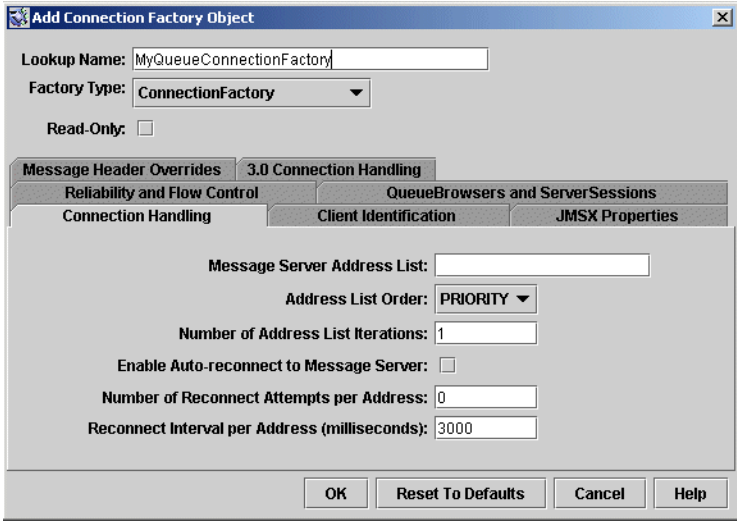 Add Connection Factory Object
Lookup Name: MyQueueConnectionFactory
Factory Type: ConnectionFactory
Read-Only:
Message Header Overrides 3.0 Connection Handling
Reliability and Flow Control QueueBrowsers and ServerSessions
Connection Handling Client Identification JMSX Properties
Message Server Address List:
Address List Order: PRIORITY
Number of Address List Iterations: 1
Enable Auto-reconnect to Message Server:
Number of Reconnect Attempts per Address: 0
Reconnect Interval per Address (milliseconds): 3000
OK Reset To Defaults Cancel Help